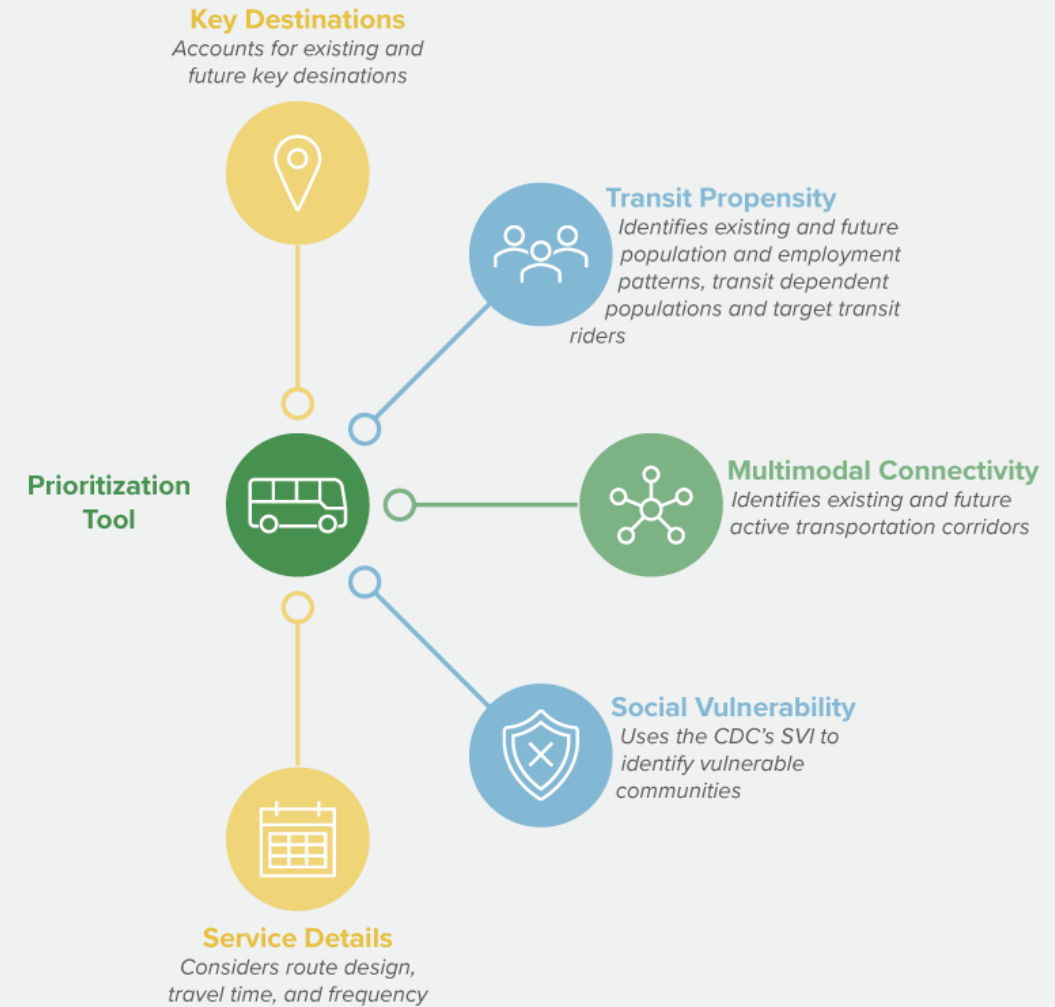 Key Destinations
Accounts for existing and
future key desinations
Transit Propensity
Identifies existing and future
population and employment
patterns, transit dependent
populations and target transit
riders
Prioritization
Tool
Multimodal Connectivity
Identifies existing and future
active transportation corridors
Social Vulnerability
Uses the CDC's SVI to
identify vulnerable
communities
Service Details
Considers route design,
travel time, and frequency